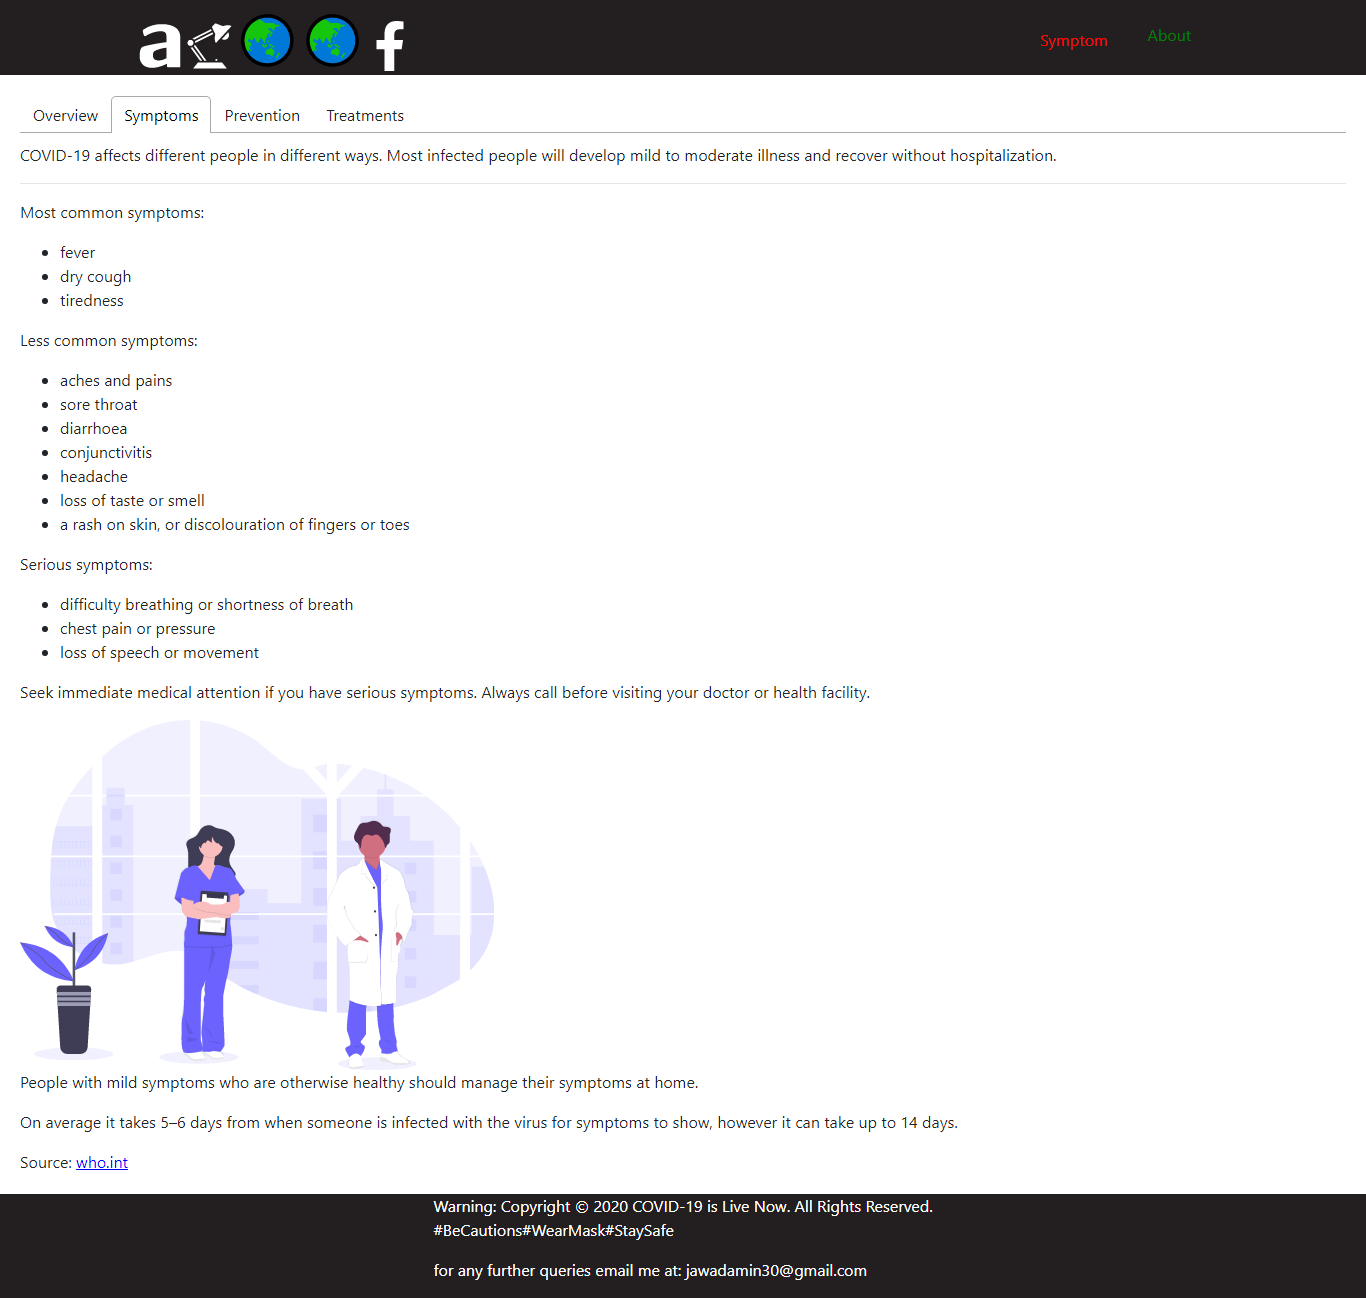 a f
Symptom
About
Overview Symptoms Prevention Treatments
COVID-19 affects different people in different ways. Most infected people will develop mild to moderate illness and recover without hospitalization.
Most common symptoms:
• fever
• dry cough
• tiredness
Less common symptoms:
• aches and pains
• sore throat
• diarrhoea
• conjunctivitis
• headache
• loss of taste or smell
• a rash on skin, or discolouration of fingers or toes
Serious symptoms:
• difficulty breathing or shortness of breath
• chest pain or pressure
• loss of speech or movement
Seek immediate medical attention if you have serious symptoms. Always call before visiting your doctor or health facility.
People with mild symptoms who are otherwise healthy should manage their symptoms at home.
On average it takes 5–6 days from when someone is infected with the virus for symptoms to show, however it can take up to 14 days.
Source: who.int
Warning: Copyright © 2020 COVID-19 is Live Now. All Rights Reserved.
#BeCautions#WearMask#StaySafe
for any further queries email me at: jawadamin30@gmail.com